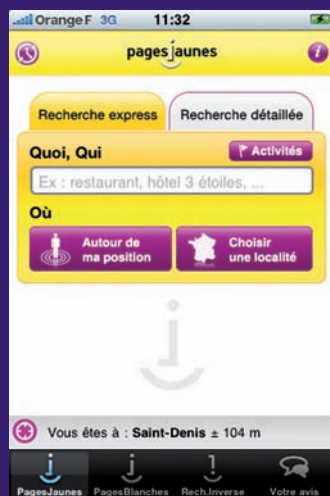 Orange F 3G 11:32
pagesjaunes
Recherche express Recherche détaillée
Quoi, Qui Activités
Ex : restaurant, hôtel 3 étoiles, ...
Où
Autour de
ma position
Choisir
une localité
Vous êtes à : Saint-Denis ± 104 m
PagesJaunes PagesBlanches Rech.Inverse Votre avis